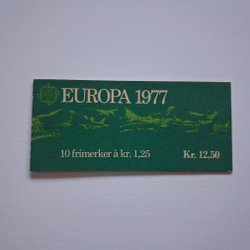 EUROPA 1977
10 frimerker à kr. 1,25 Kr. 12,50